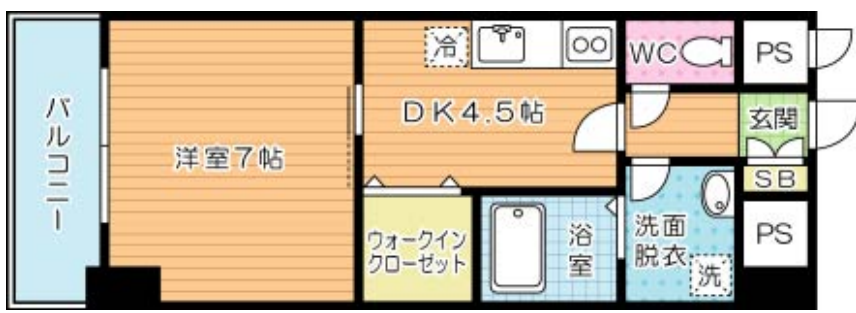 バルコニー
洋室7帖
冷
DK4.5帖
WC
PS
玄関
SB
ウォークイン
クローゼット
浴室
洗面
脱衣
洗
PS